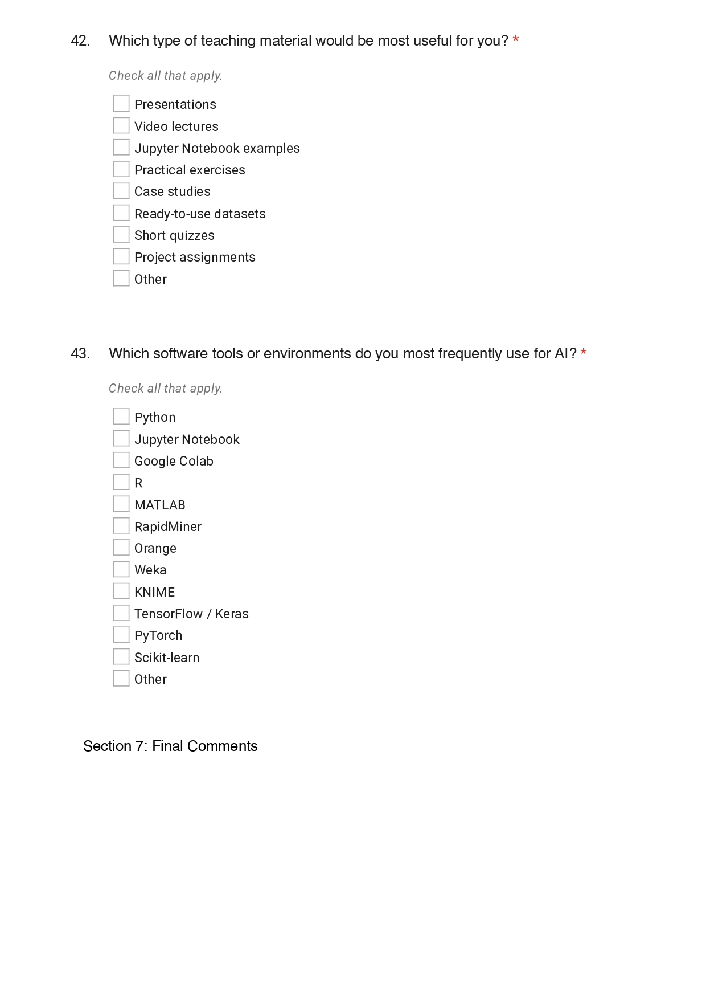 42. Which type of teaching material would be most useful for you? *
Check all that apply.
Presentations
Video lectures
Jupyter Notebook examples
Practical exercises
Case studies
Ready-to-use datasets
Short quizzes
Project assignments
Other
43. Which software tools or environments do you most frequently use for AI? *
Check all that apply.
Python
Jupyter Notebook
Google Colab
R
MATLAB
RapidMiner
Orange
Weka
KNIME
TensorFlow / Keras
PyTorch
Scikit-learn
Other
Section 7: Final Comments